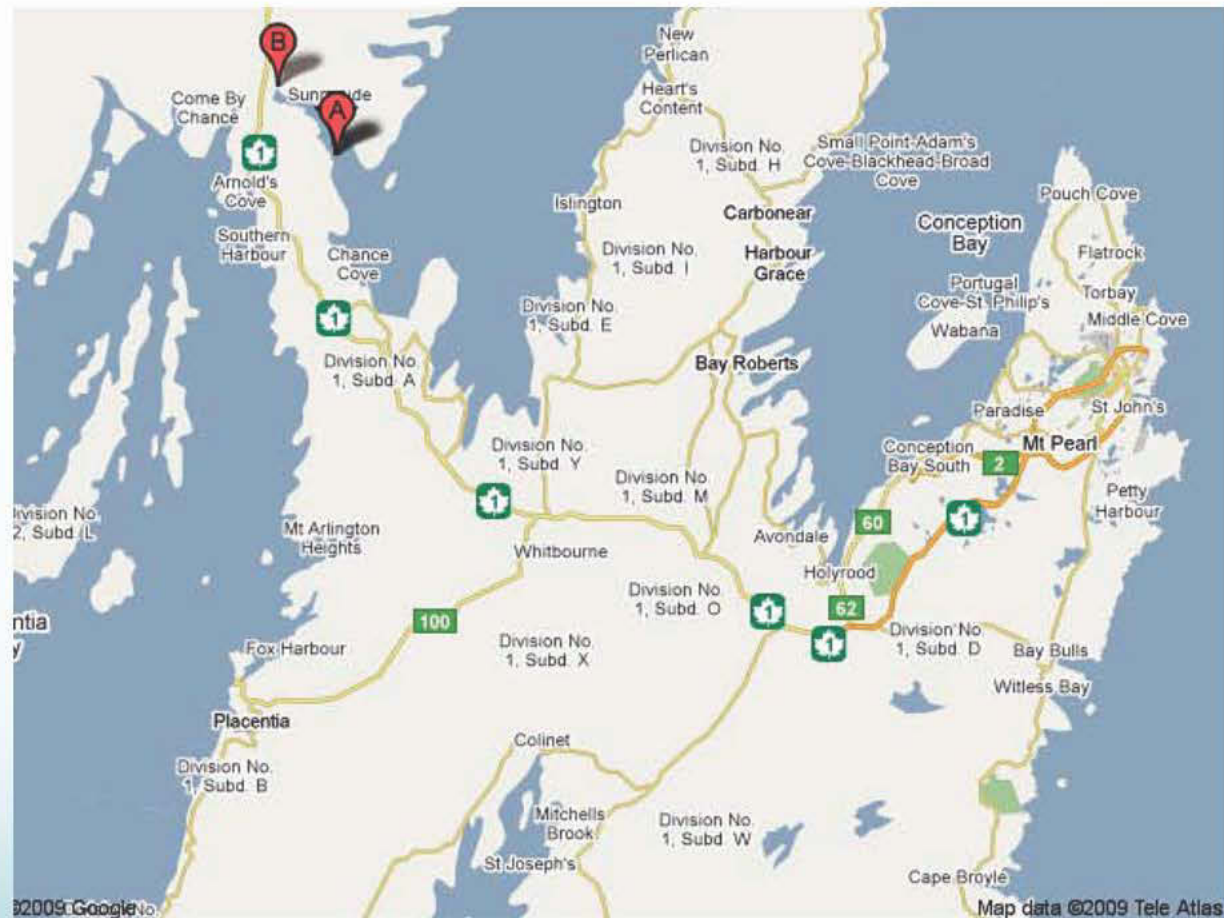 New
Perlican
B
Come By
Chance
Heart's
Content
A
1
Division No.
1, Subd. H
Small Point-Adam's
Cove-Blackhead-Broad
Cove
Arnold's
Cove
Islington
Carbonear
Pouch Cove
Conception
Bay
Southern
Harbour
Chance
Cove
Division No.
1, Subd. I
Harbour
Grace
Flatrock
Portugal
Cove-St. Philip's
Torbay
1
Division No.
1, Subd. E
Wabana
Middle Cove
Division No.
1, Subd. A
Bay Roberts
Paradise
St John's
Division No.
1, Subd. Y
Conception
Bay South
Mt Pearl
2
Division No.
1, Subd. M
1
Petty
Harbour
Division No.
2, Subd. L
Mt Arlington
Heights
Whitbourne
Avondale
60
1
Holyrood
Division No
1, Subd. O
100
1
62
1
Division No.
1, Subd. X
Division No.
1, Subd. D
Fox Harbour
Bay Bulls
Witless Bay
Placentia
Colinet
Division No.
1, Subd. B
Mitchells
Brook
Division No.
1, Subd. W
St Joseph's
Cape Broyle
©2009 Google
Map data ©2009 Tele Atlas